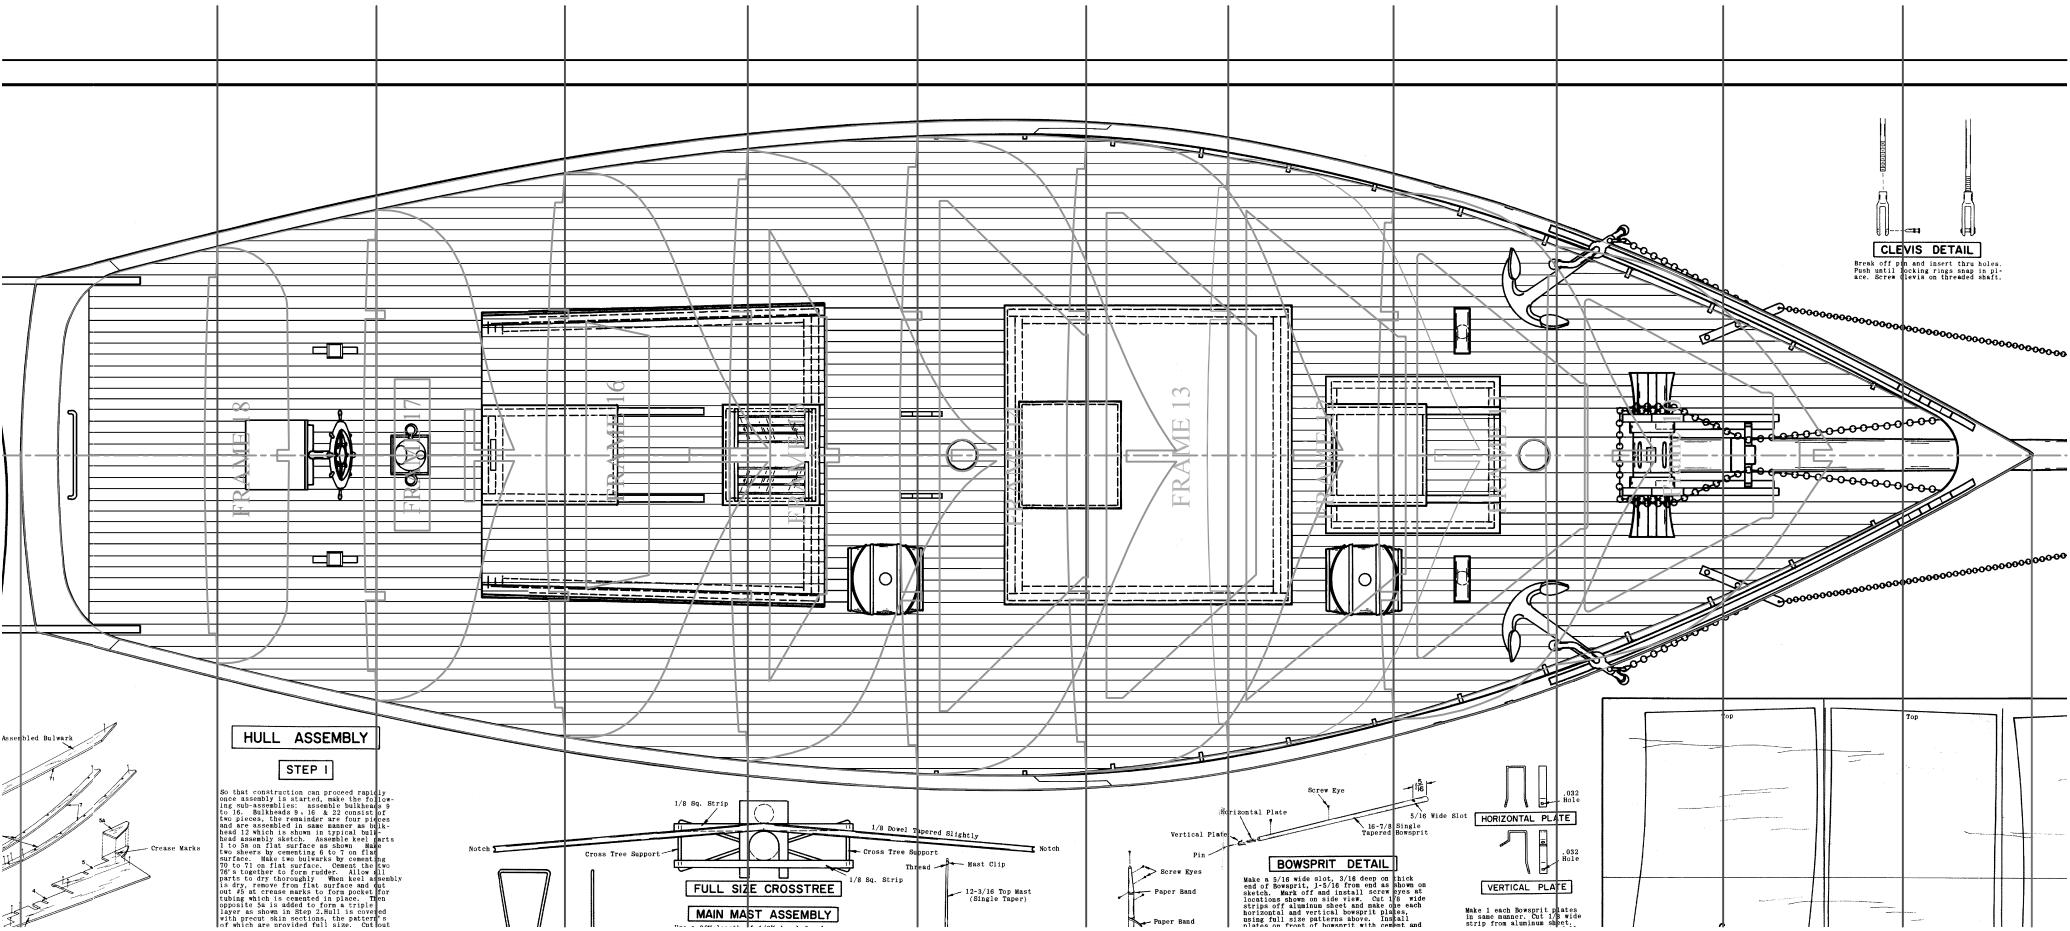 CLEVIS DETAIL
Break off pin and insert thru holes.
Push until locking rings snap in pl-
ace. Screw Clevis on threaded shaft.
FRAME 18
FRAME 17
FRAME 16
FRAME
FRAME 13
FRAME
FRAME
Assembled Bulwark
Crease Marks
5A
HULL ASSEMBLY
STEP 1
So that construction can proceed rapidly
once assembly is started, make the follow-
ing sub-assemblies: assemble bulkheads 9
to 16. Bulkheads 9, 16 & 22 consist of
two pieces, the remainder are four pieces
and are assembled in same manner as bulk-
head 12 which is shown in typical bulk-
head assembly sketch. Assemble keel parts
1 to 5a on flat surface as shown Make
two sheers by cementing 6 to 7 on flat
surface. Make two bulwarks by cementing
70 to 71 on flat surface. Cement the two
76's together to form rudder. Allow all
parts to dry thoroughly When keel assembly
is dry, remove from flat surface and cut
out #5 at crease marks to form pocket for
tubing which is cemented in place. Then
opposite 5a is added to form a triple
layer as shown in Step 2.Hull is covered
with precut skin sections, the pattern's
of which are provided full size. Cut out
1/8 Sq. Strip
1/8 Dowel Tapered Slightly
Notch
Notch
Cross Tree Support
Cross Tree Support
1/8 Sq. Strip
FULL SIZE CROSSTREE
MAIN MAST ASSEMBLY
Thread
Mast Clip
12-3/16 Top Mast
(Single Taper)
Screw Eyes
Paper Band
Paper Band
Screw Eye
5/16
Horizontal Plate
5/16 Wide Slot
16-7/8 Single
Tapered Bowsprit
Vertical Plate
Pin
BOWSPRIT DETAIL
Make a 5/16 wide slot, 3/16 deep on thick
end of Bowsprit, 1-5/16 from end as shown on
sketch. Mark off and install screw eyes at
locations shown on side view. Cut 1/8 wide
strips off aluminum sheet and make one each
horizontal and vertical bowsprit plates,
using full size patterns above. Install
plates on front of bowsprit with cement and
.032
Hole
HORIZONTAL PLATE
.032
Hole
VERTICAL PLATE
Make 1 each Bowsprit plates
in same manner. Cut 1/8 wide
strip from aluminum sheet.
Top
Top